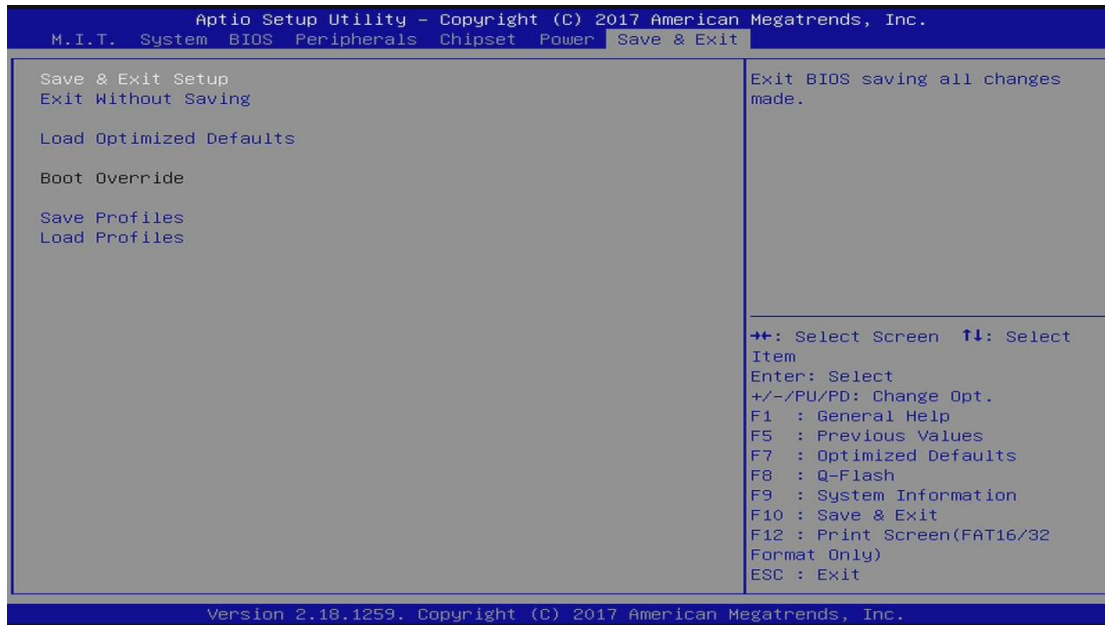 Aptio Setup Utility – Copyright (C) 2017 American Megatrends, Inc.
M.I.T. System BIOS Peripherals Chipset Power Save & Exit
Save & Exit Setup
Exit Without Saving
Load Optimized Defaults
Boot Override
Save Profiles
Load Profiles
Exit BIOS saving all changes
made.
→←: Select Screen ↑↓: Select
Item
Enter: Select
+/-/PU/PD: Change Opt.
F1 : General Help
F5 : Previous Values
F7 : Optimized Defaults
F8 : Q-Flash
F9 : System Information
F10 : Save & Exit
F12 : Print Screen(FAT16/32
Format Only)
ESC : Exit
Version 2.18.1259. Copyright (C) 2017 American Megatrends, Inc.